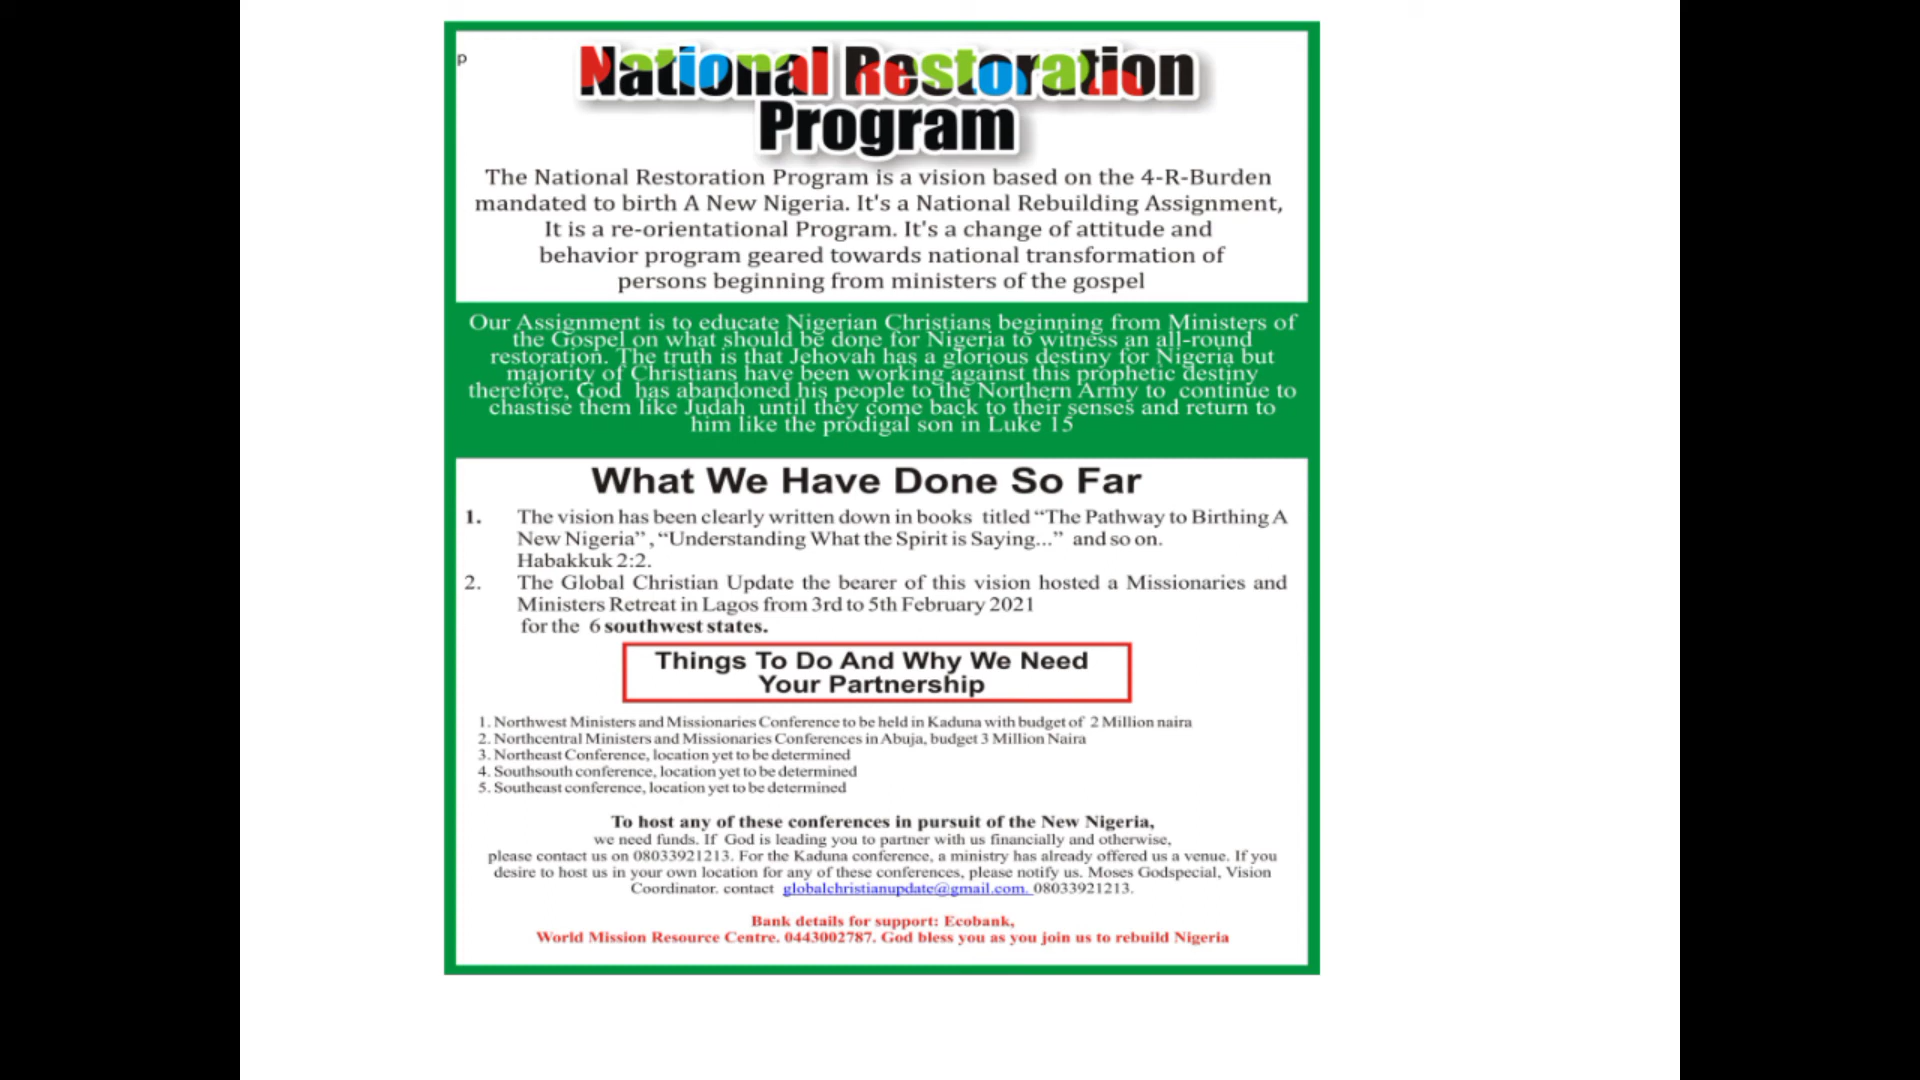 p
National Restoration
Program
The National Restoration Program is a vision based on the 4-R-Burden
mandated to birth A New Nigeria. It's a National Rebuilding Assignment,
It is a re-orientational Program. It's a change of attitude and
behavior program geared towards national transformation of
persons beginning from ministers of the gospel
Our Assignment is to educate Nigerian Christians beginning from Ministers of
the Gospel on what should be done for Nigeria to witness an all-round
restoration. The truth is that Jehovah has a glorious destiny for Nigeria but
majority of Christians have been working against this prophetic destiny
therefore, God has abandoned his people to the Northern Army to continue to
chastise them like Judah until they come back to their senses and return to
him like the prodigal son in Luke 15
What We Have Done So Far
1. The vision has been clearly written down in books titled “The Pathway to Birthing A
New Nigeria”, “Understanding What the Spirit is Saying...” and so on.
Habakkuk 2:2.
2. The Global Christian Update the bearer of this vision hosted a Missionaries and
Ministers Retreat in Lagos from 3rd to 5th February 2021
for the 6 southwest states.
Things To Do And Why We Need
Your Partnership
1. Northwest Ministers and Missionaries Conference to be held in Kaduna with budget of 2 Million naira
2. Northcentral Ministers and Missionaries Conferences in Abuja, budget 3 Million Naira
3. Northeast Conference, location yet to be determined
4. Southsouth conference, location yet to be determined
5. Southeast conference, location yet to be determined
To host any of these conferences in pursuit of the New Nigeria,
we need funds. If God is leading you to partner with us financially and otherwise,
please contact us on 08033921213. For the Kaduna conference, a ministry has already offered us a venue. If you
desire to host us in your own location for any of these conferences, please notify us. Moses Godspecial, Vision
Coordinator. contact globalchristianupdate@gmail.com. 08033921213.
Bank details for support: Ecobank,
World Mission Resource Centre. 0443002787. God bless you as you join us to rebuild Nigeria